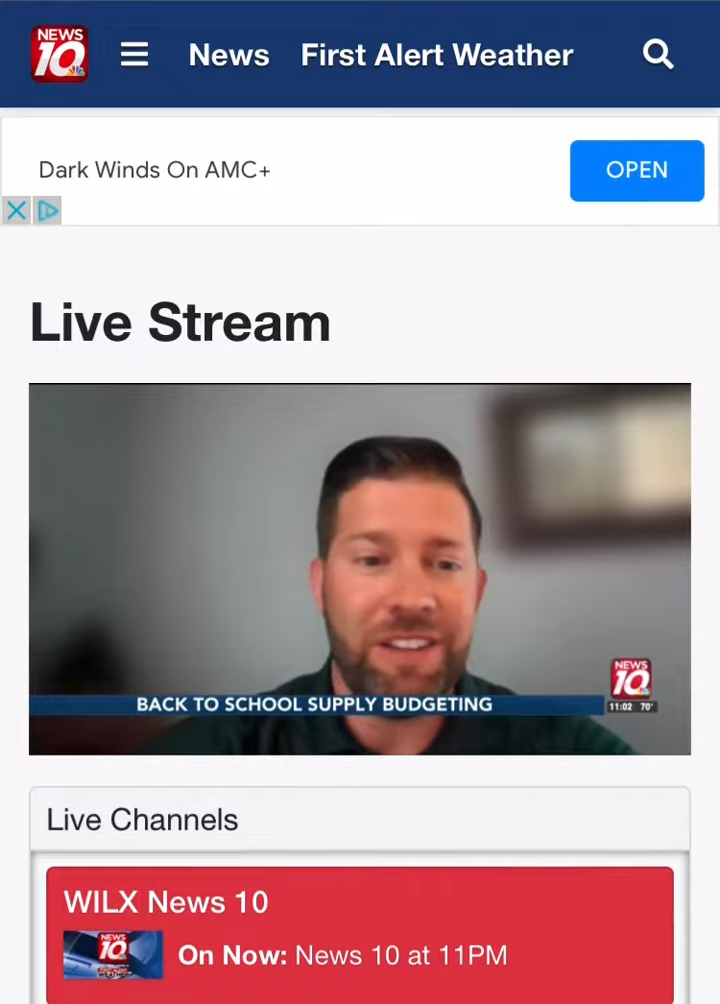 NEWS
10
News First Alert Weather
Dark Winds On AMC+
OPEN
Live Stream
NEWS
10
BACK TO SCHOOL SUPPLY BUDGETING
11:02 70°
Live Channels
WILX News 10
NEWS
10
WEATHER
On Now: News 10 at 11PM